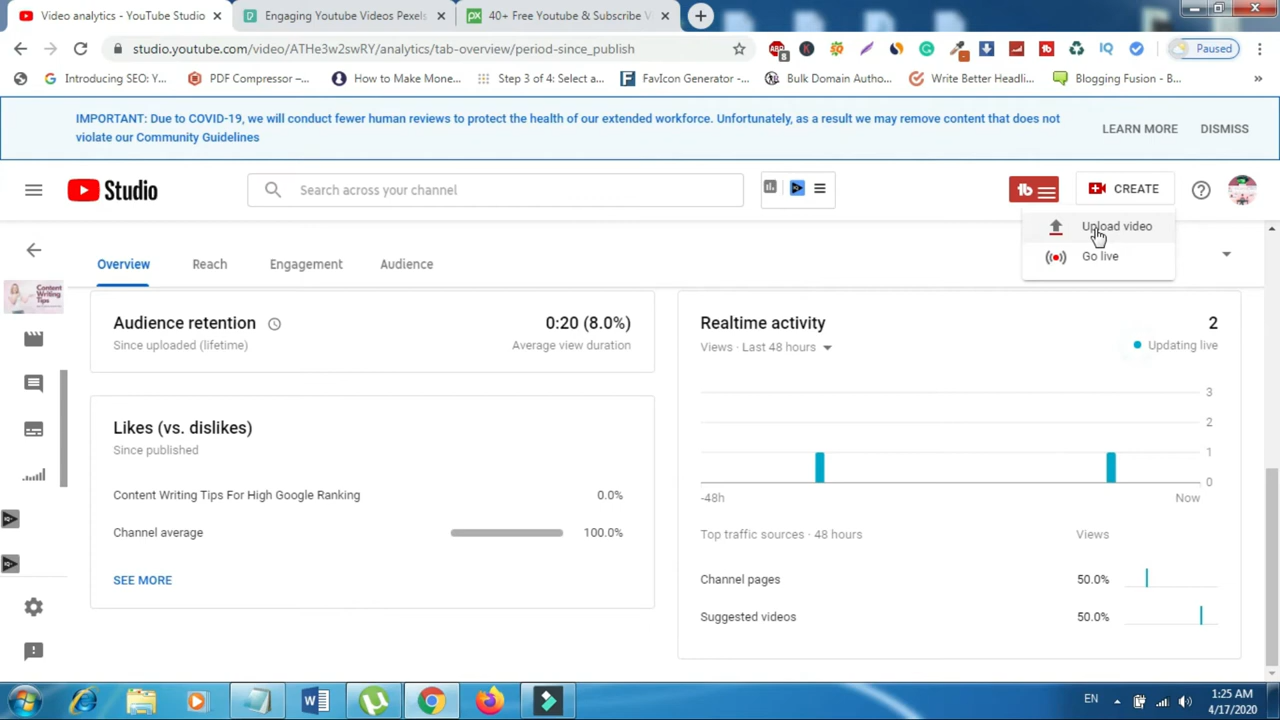 Video analytics - YouTube Studio
Engaging Youtube Videos Pexels
40+ Free Youtube & Subscribe V
studio.youtube.com/video/ATHe3w2swRY/analytics/tab-overview/period-since_publish
Paused
Introducing SEO: Y...
PDF Compressor –...
How to Make Mone...
Step 3 of 4: Select a...
FavIcon Generator –...
Bulk Domain Autho...
Write Better Headli...
Blogging Fusion - B...
IMPORTANT: Due to COVID-19, we will conduct fewer human reviews to protect the health of our extended workforce. Unfortunately, as a result we may remove content that does not
violate our Community Guidelines
LEARN MORE
DISMISS
Studio
Search across your channel
CREATE
Upload video
Go live
Overview
Reach
Engagement
Audience
Content
Writing
Tips
Audience retention
0:20 (8.0%)
Since uploaded (lifetime)
Average view duration
Realtime activity
2
Views · Last 48 hours
Updating live
3
2
1
0
-48h
Now
Likes (vs. dislikes)
Since published
Content Writing Tips For High Google Ranking
0.0%
Channel average
100.0%
SEE MORE
Top traffic sources · 48 hours
Views
Channel pages
50.0%
Suggested videos
50.0%
EN
1:25 AM
4/17/2020